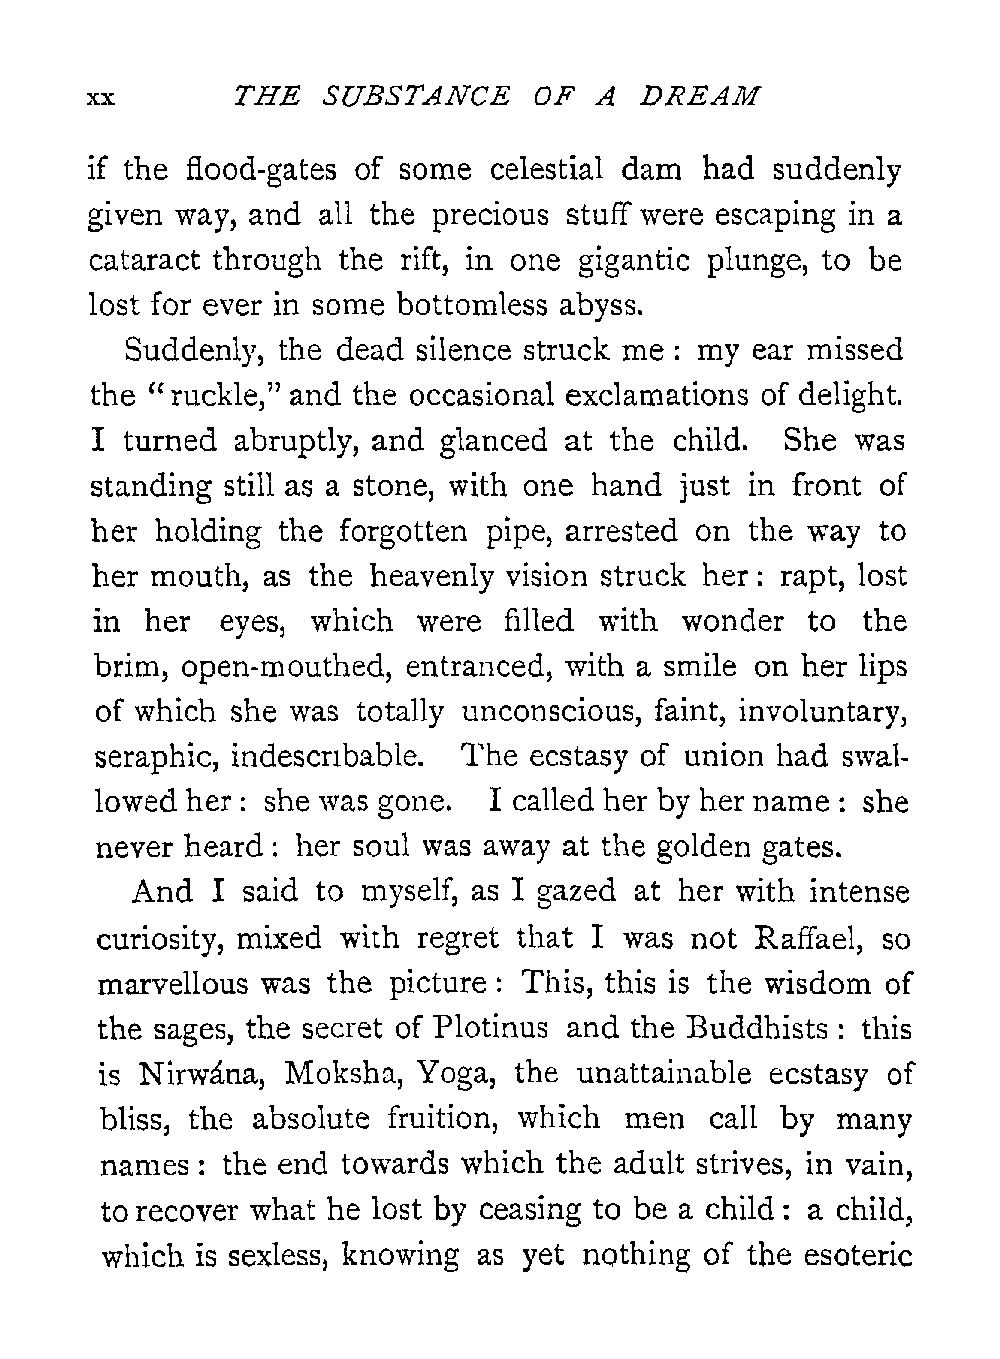 xx THE SUBSTANCE OF A DREAM
if the flood-gates of some celestial dam had suddenly
given way, and all the precious stuff were escaping in a
cataract through the rift, in one gigantic plunge, to be
lost for ever in some bottomless abyss.
Suddenly, the dead silence struck me : my ear missed
the “ruckle,” and the occasional exclamations of delight.
I turned abruptly, and glanced at the child. She was
standing still as a stone, with one hand just in front of
her holding the forgotten pipe, arrested on the way to
her mouth, as the heavenly vision struck her : rapt, lost
in her eyes, which were filled with wonder to the
brim, open-mouthed, entranced, with a smile on her lips
of which she was totally unconscious, faint, involuntary,
seraphic, indescribable. The ecstasy of union had swal-
lowed her : she was gone. I called her by her name : she
never heard : her soul was away at the golden gates.
And I said to myself, as I gazed at her with intense
curiosity, mixed with regret that I was not Raffael, so
marvellous was the picture : This, this is the wisdom of
the sages, the secret of Plotinus and the Buddhists : this
is Nirwána, Moksha, Yoga, the unattainable ecstasy of
bliss, the absolute fruition, which men call by many
names : the end towards which the adult strives, in vain,
to recover what he lost by ceasing to be a child : a child,
which is sexless, knowing as yet nothing of the esoteric